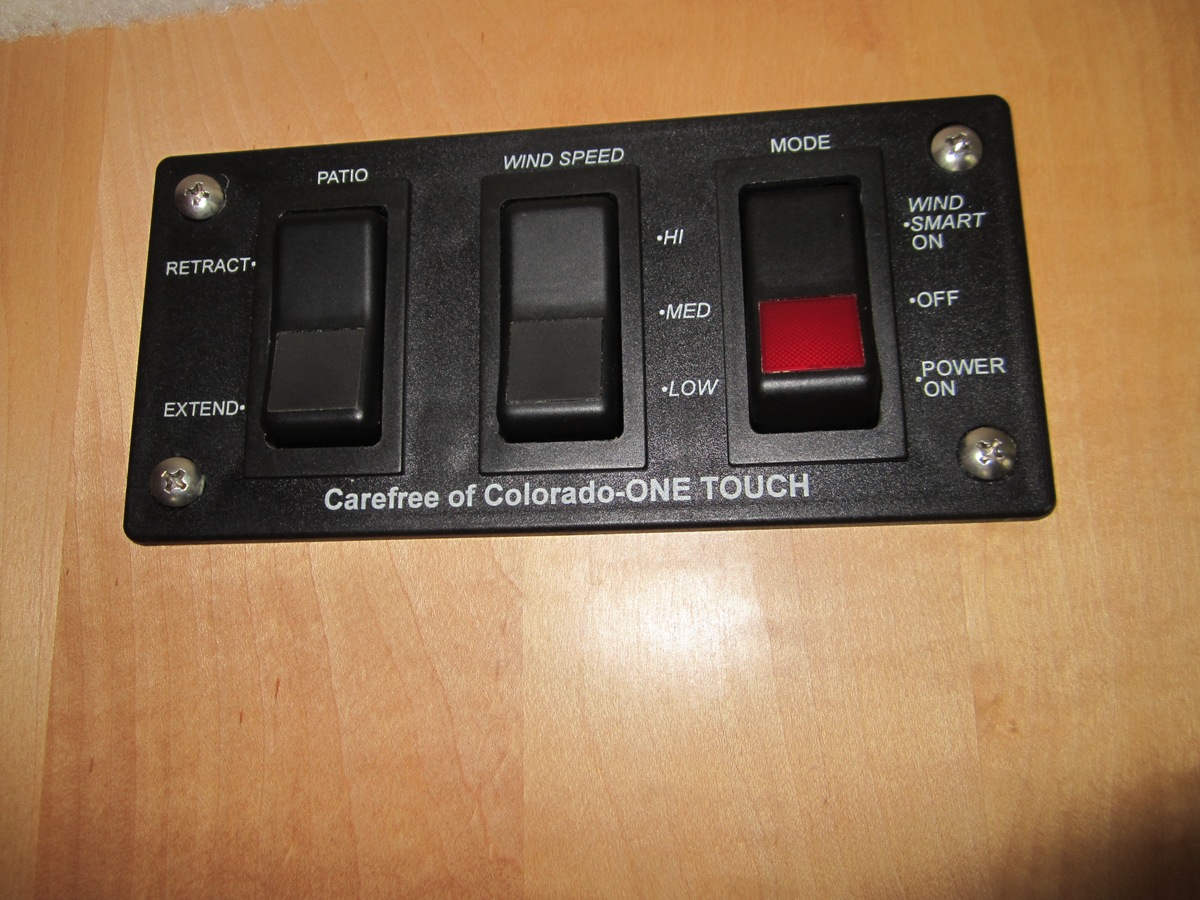 PATIO
WIND SPEED
MODE
RETRACT•
EXTEND•
•HI
•MED
•LOW
WIND
•SMART
ON
•OFF
•POWER
ON
Carefree of Colorado-ONE TOUCH